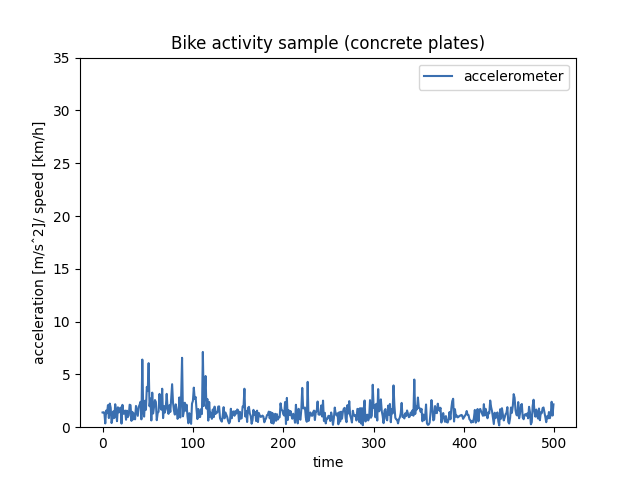 Bike activity sample (concrete plates)
accelerometer
35
30
25
20
15
10
5
0
acceleration [m/sˆ2]/ speed [km/h]
0 100 200 300 400 500
time